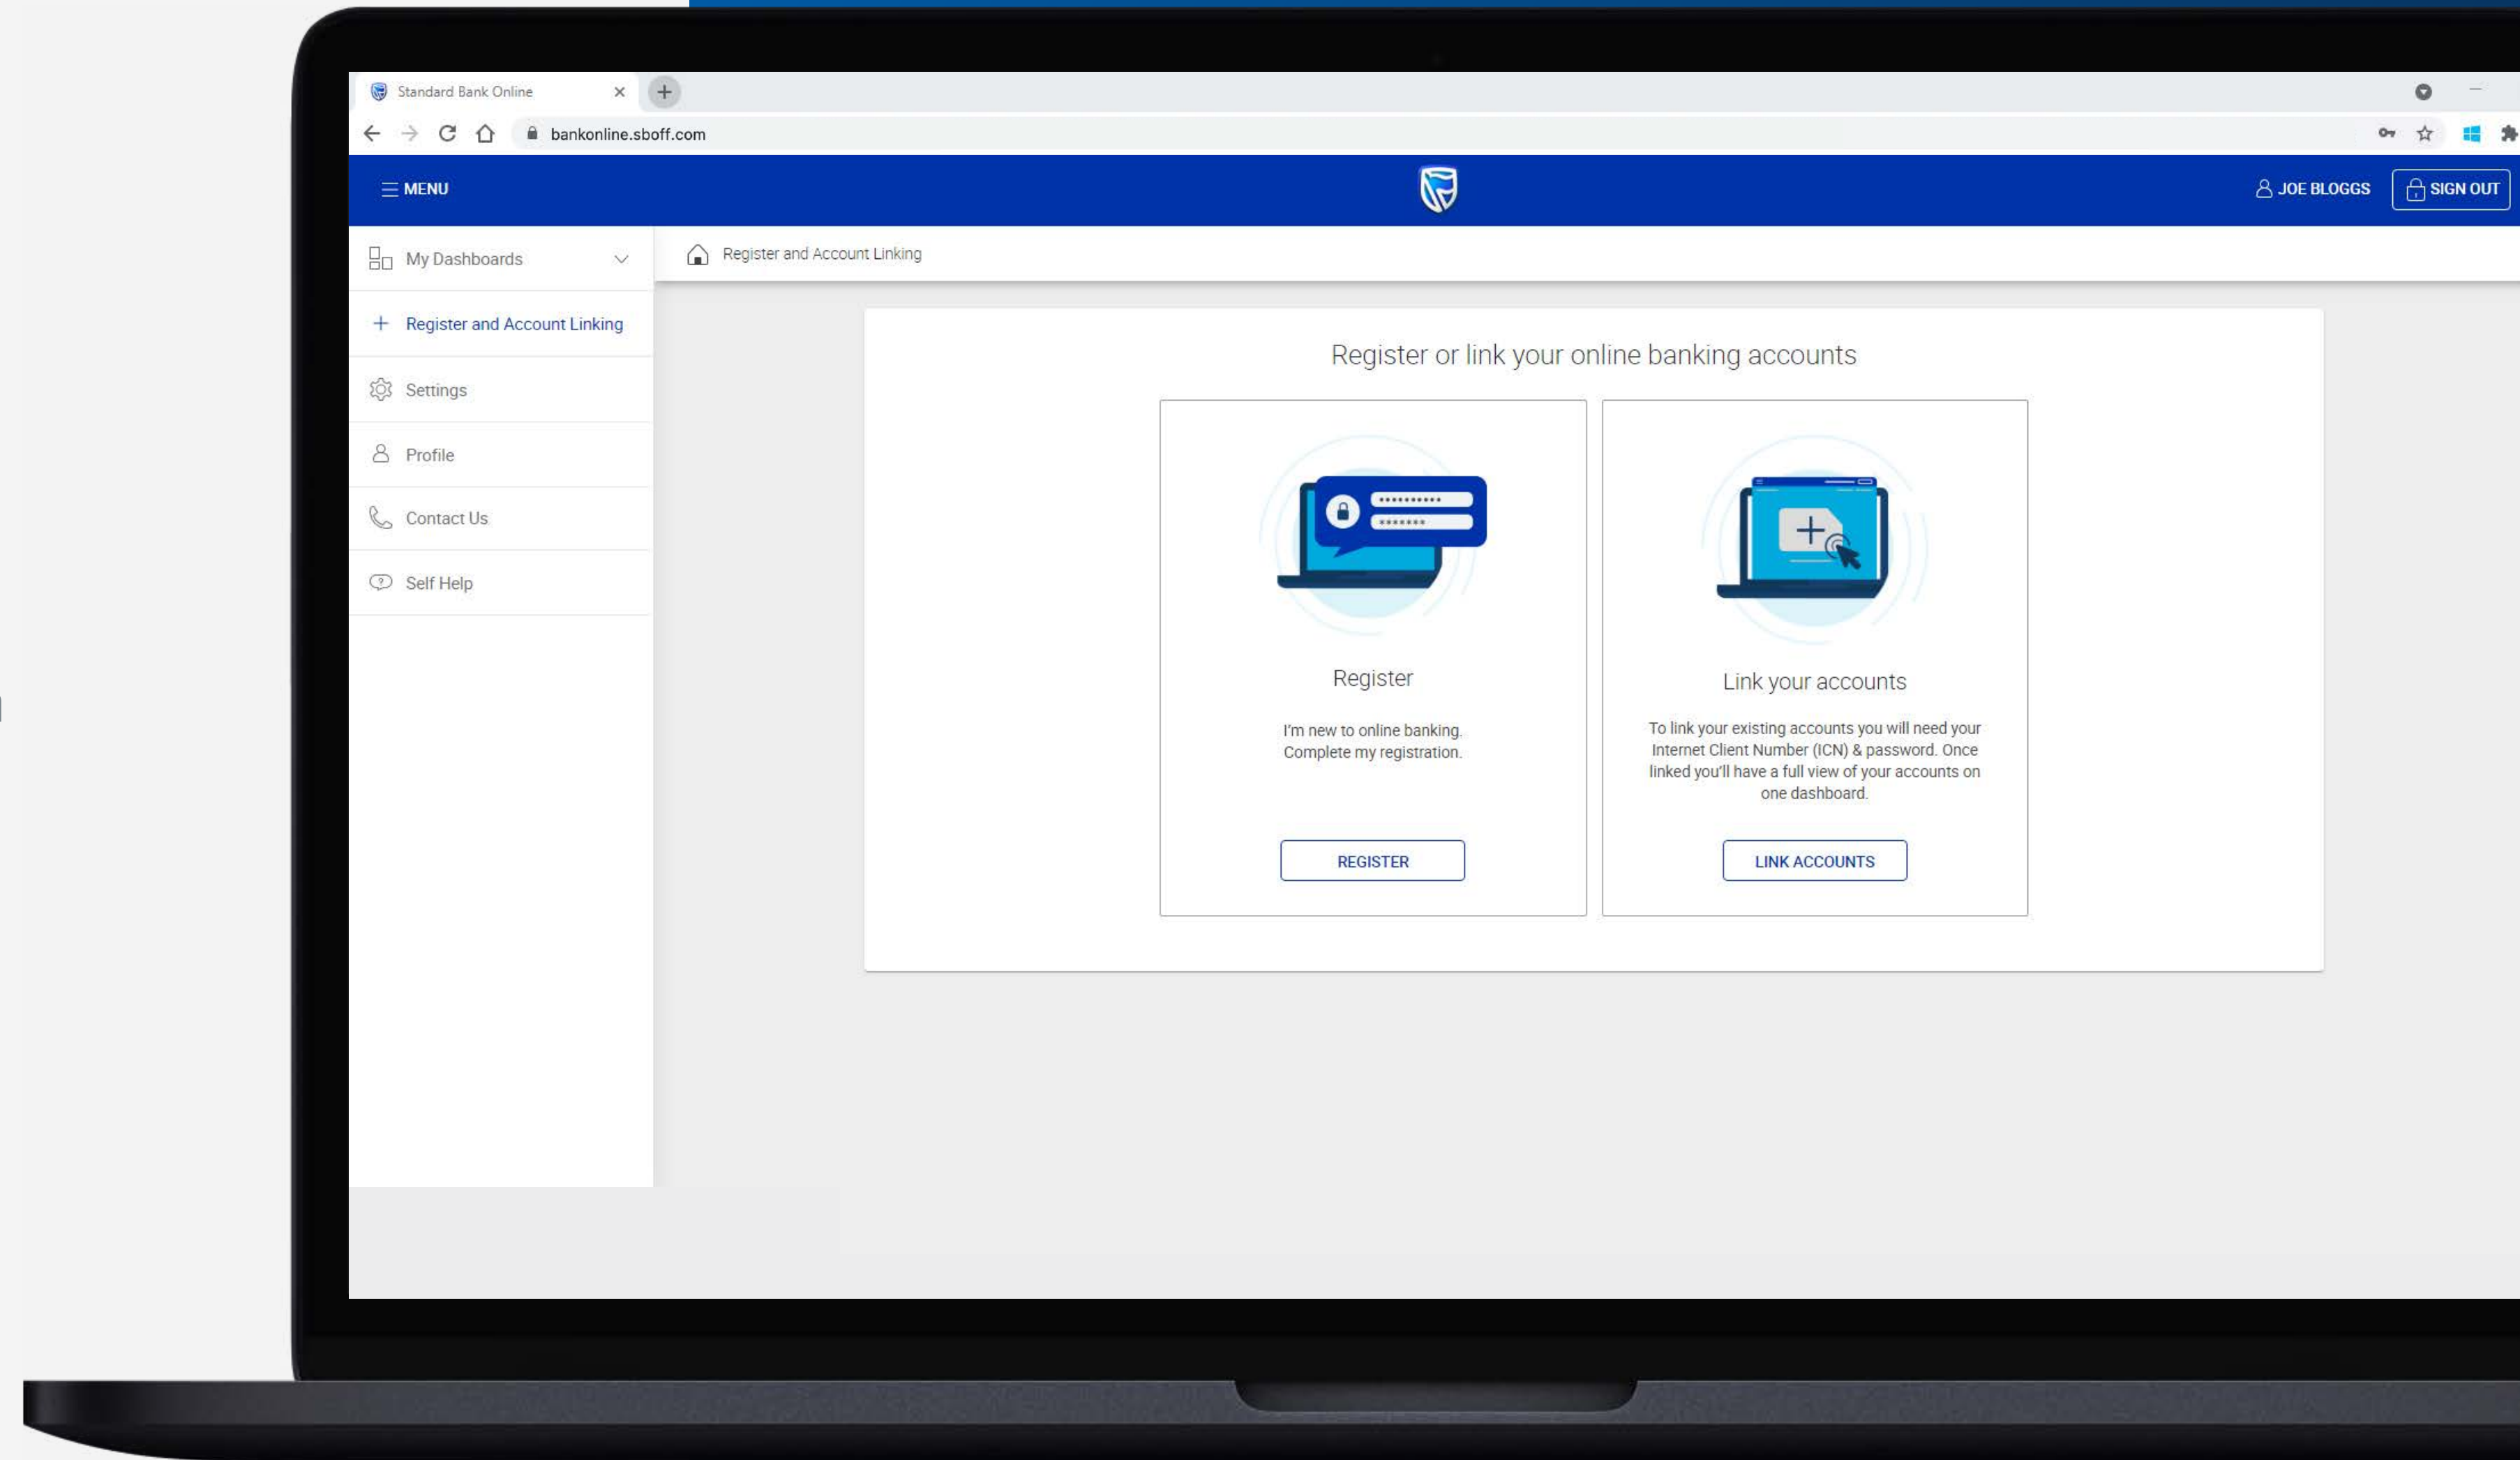 Standard Bank Online
bankonline.sboff.com
MENU
JOE BLOGGS
SIGN OUT
My Dashboards
Register and Account Linking
Register and Account Linking
Settings
Profile
Contact Us
Self Help
Register or link your online banking accounts
Register
I'm new to online banking.
Complete my registration.
REGISTER
Link your accounts
To link your existing accounts you will need your
Internet Client Number (ICN) & password. Once
linked you'll have a full view of your accounts on
one dashboard.
LINK ACCOUNTS